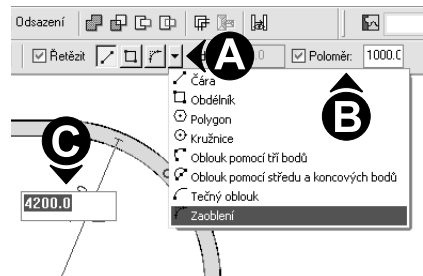 Odsazení
Řetězit A .0 Poloměr: 1000.0
Čára
Obdélník
B
Polygon
Kružnice
C
Oblouk pomocí tří bodů
Oblouk pomocí středu a koncových bodů
4200.0
Tečný oblouk
Zaoblení